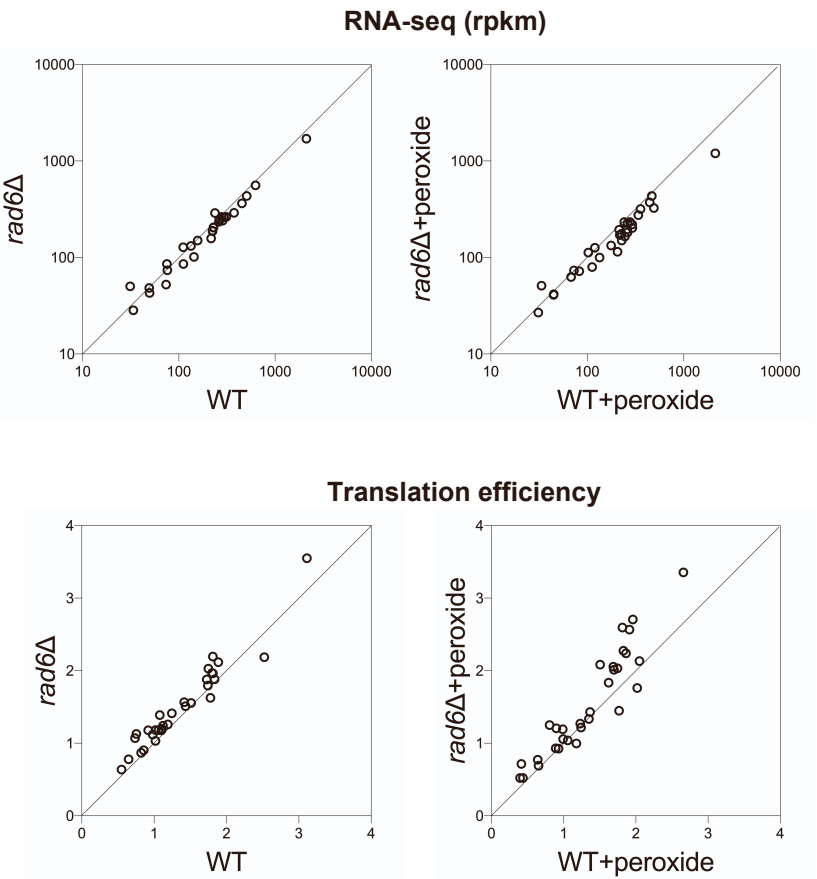 RNA-seq (rpkm)
10000
1000
100
10
rad6Δ
10 100 1000 10000
WT
10000
1000
100
10
rad6Δ+peroxide
10 100 1000 10000
WT+peroxide
Translation efficiency
4
3
2
1
0
rad6Δ
0 1 2 3 4
WT
4
3
2
1
0
rad6Δ+peroxide
0 1 2 3 4
WT+peroxide